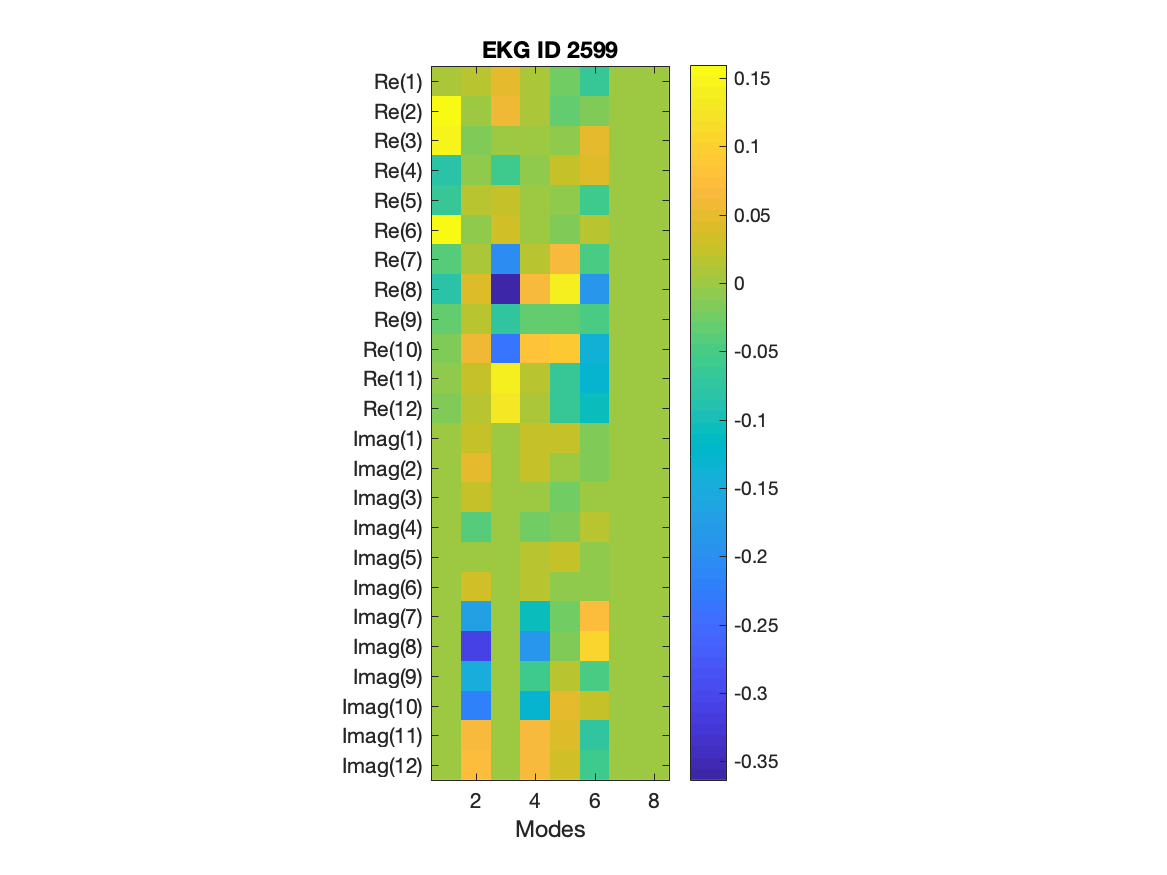 EKG ID 2599
Re(1)
Re(2)
Re(3)
Re(4)
Re(5)
Re(6)
Re(7)
Re(8)
Re(9)
Re(10)
Re(11)
Re(12)
Imag(1)
Imag(2)
Imag(3)
Imag(4)
Imag(5)
Imag(6)
Imag(7)
Imag(8)
Imag(9)
Imag(10)
Imag(11)
Imag(12)
2 4 6 8
Modes
0.15
0.1
0.05
0
-0.05
-0.1
-0.15
-0.2
-0.25
-0.3
-0.35